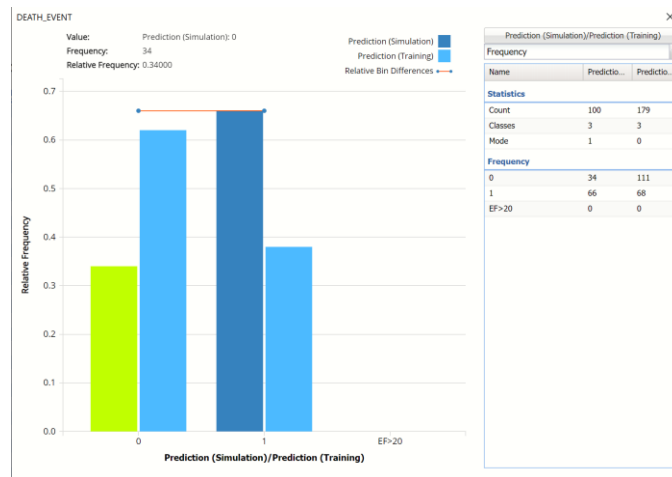 DEATH_EVENT
Value: Prediction (Simulation): 0
Frequency: 34
Relative Frequency: 0.34000
Prediction (Simulation)
Prediction (Training)
Relative Bin Differences
0.7
0.6
0.5
0.4
0.3
0.2
0.1
0.0
Relative Frequency
0 1 EF>20
Prediction (Simulation)/Prediction (Training)
Prediction (Simulation)/Prediction (Training)
Frequency
Name Predictio... Predictio...
Statistics
Count 100 179
Classes 3 3
Mode 1 0
Frequency
0 34 111
1 66 68
EF>20 0 0